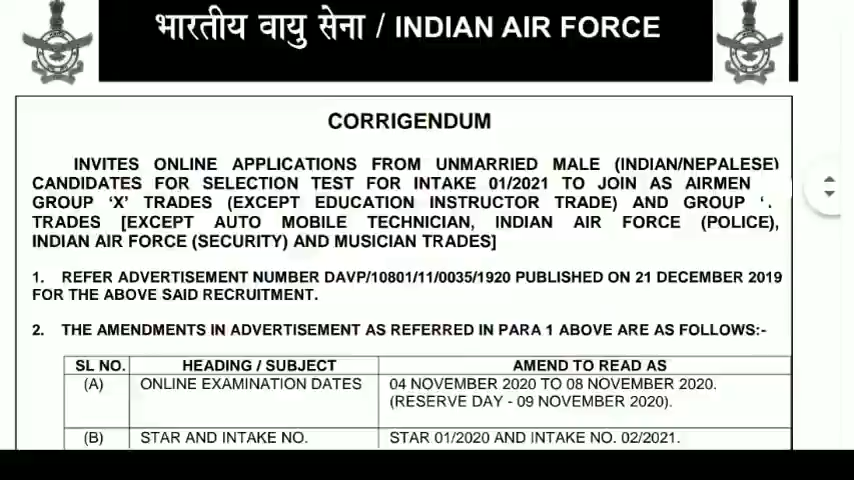 भारतीय वायु सेना / INDIAN AIR FORCE
CORRIGENDUM
INVITES ONLINE APPLICATIONS FROM UNMARRIED MALE (INDIAN/NEPALESE)
CANDIDATES FOR SELECTION TEST FOR INTAKE 01/2021 TO JOIN AS AIRMEN
GROUP ‘X’ TRADES (EXCEPT EDUCATION INSTRUCTOR TRADE) AND GROUP ‘
TRADES [EXCEPT AUTO MOBILE TECHNICIAN, INDIAN AIR FORCE (POLICE),
INDIAN AIR FORCE (SECURITY) AND MUSICIAN TRADES]
1. REFER ADVERTISEMENT NUMBER DAVP/10801/11/0035/1920 PUBLISHED ON 21 DECEMBER 2019
FOR THE ABOVE SAID RECRUITMENT.
2. THE AMENDMENTS IN ADVERTISEMENT AS REFERRED IN PARA 1 ABOVE ARE AS FOLLOWS:-
SL NO. HEADING / SUBJECT AMEND TO READ AS
(A) ONLINE EXAMINATION DATES 04 NOVEMBER 2020 TO 08 NOVEMBER 2020.
(RESERVE DAY - 09 NOVEMBER 2020).
(B) STAR AND INTAKE NO. STAR 01/2020 AND INTAKE NO. 02/2021.